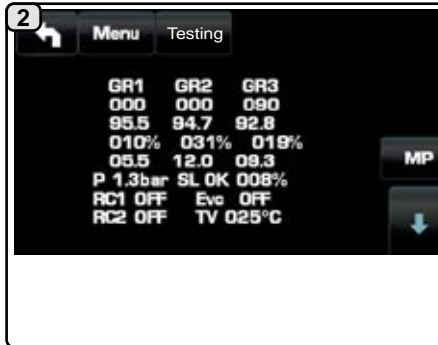 2
Menu Testing
GR1 GR2 GR3
000 000 090
95.5 94.7 92.8
010% 031% 019%
05.5 12.0 09.3
P 1.3bar SL OK 008%
RC1 OFF Evc OFF
RC2 OFF TV 025°C
MP